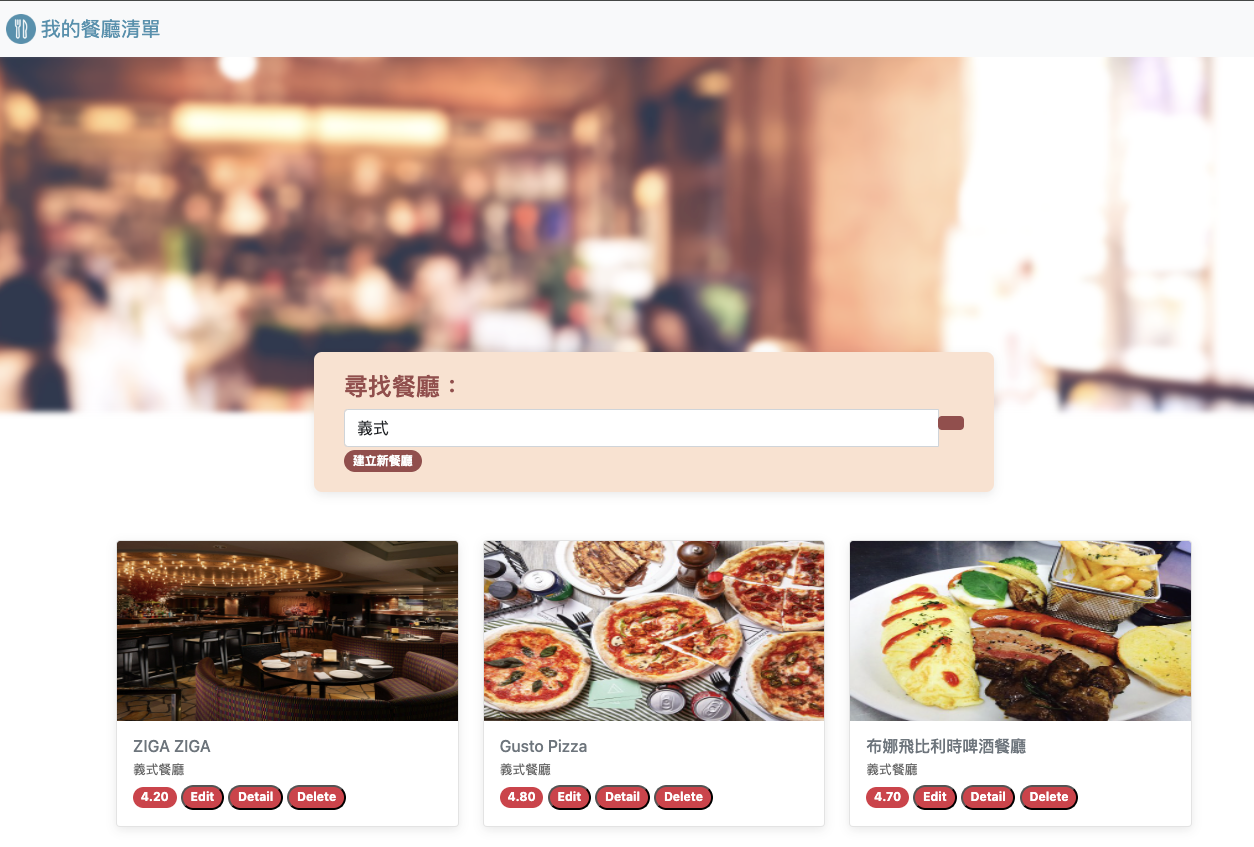 我的餐廳清單
尋找餐廳：
義式
建立新餐廳
ZIGA ZIGA
義式餐廳
4.20 Edit Detail Delete
Gusto Pizza
義式餐廳
4.80 Edit Detail Delete
布娜飛比利時啤酒餐廳
義式餐廳
4.70 Edit Detail Delete